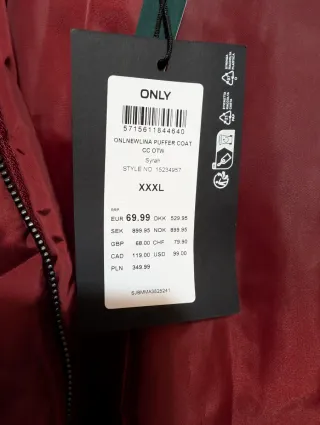 ONLY
5715611644640
ONLNEWLINA PUFFER COAT
CC OTW
Syrah
STYLE NO. 15234957
XXXL
EUR 69.99 DKK 529.95
SEK 899.95 NOK 899.95
GBP 68.00 CHF 79.90
CAD 119.00 USD 99.00
PLN 349.99